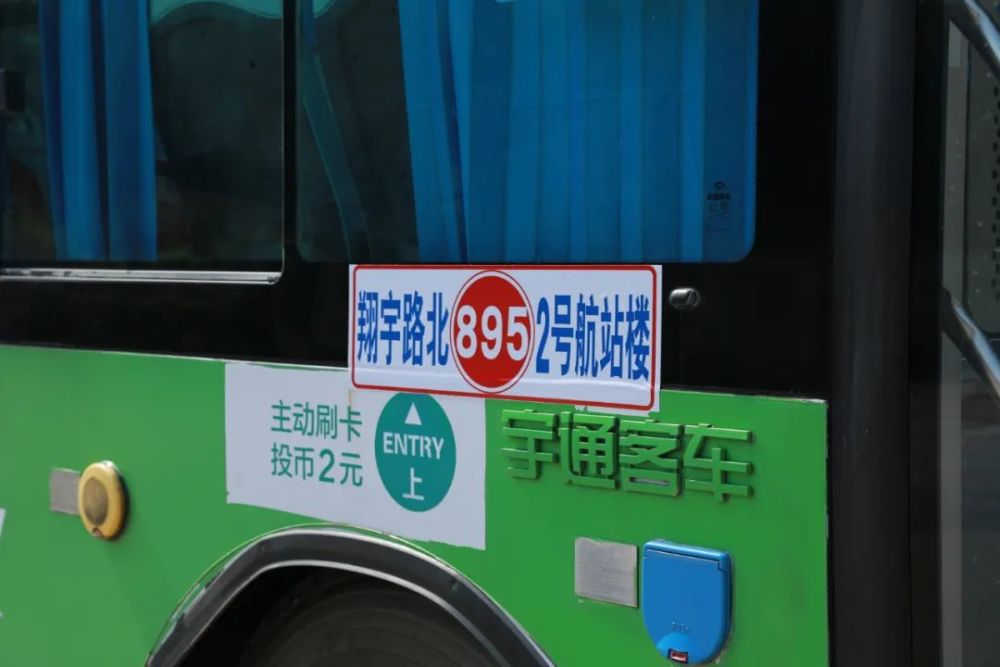 翔宇路北 895 2号航站楼
主动刷卡
投币2元
ENTRY
上
宇通客车